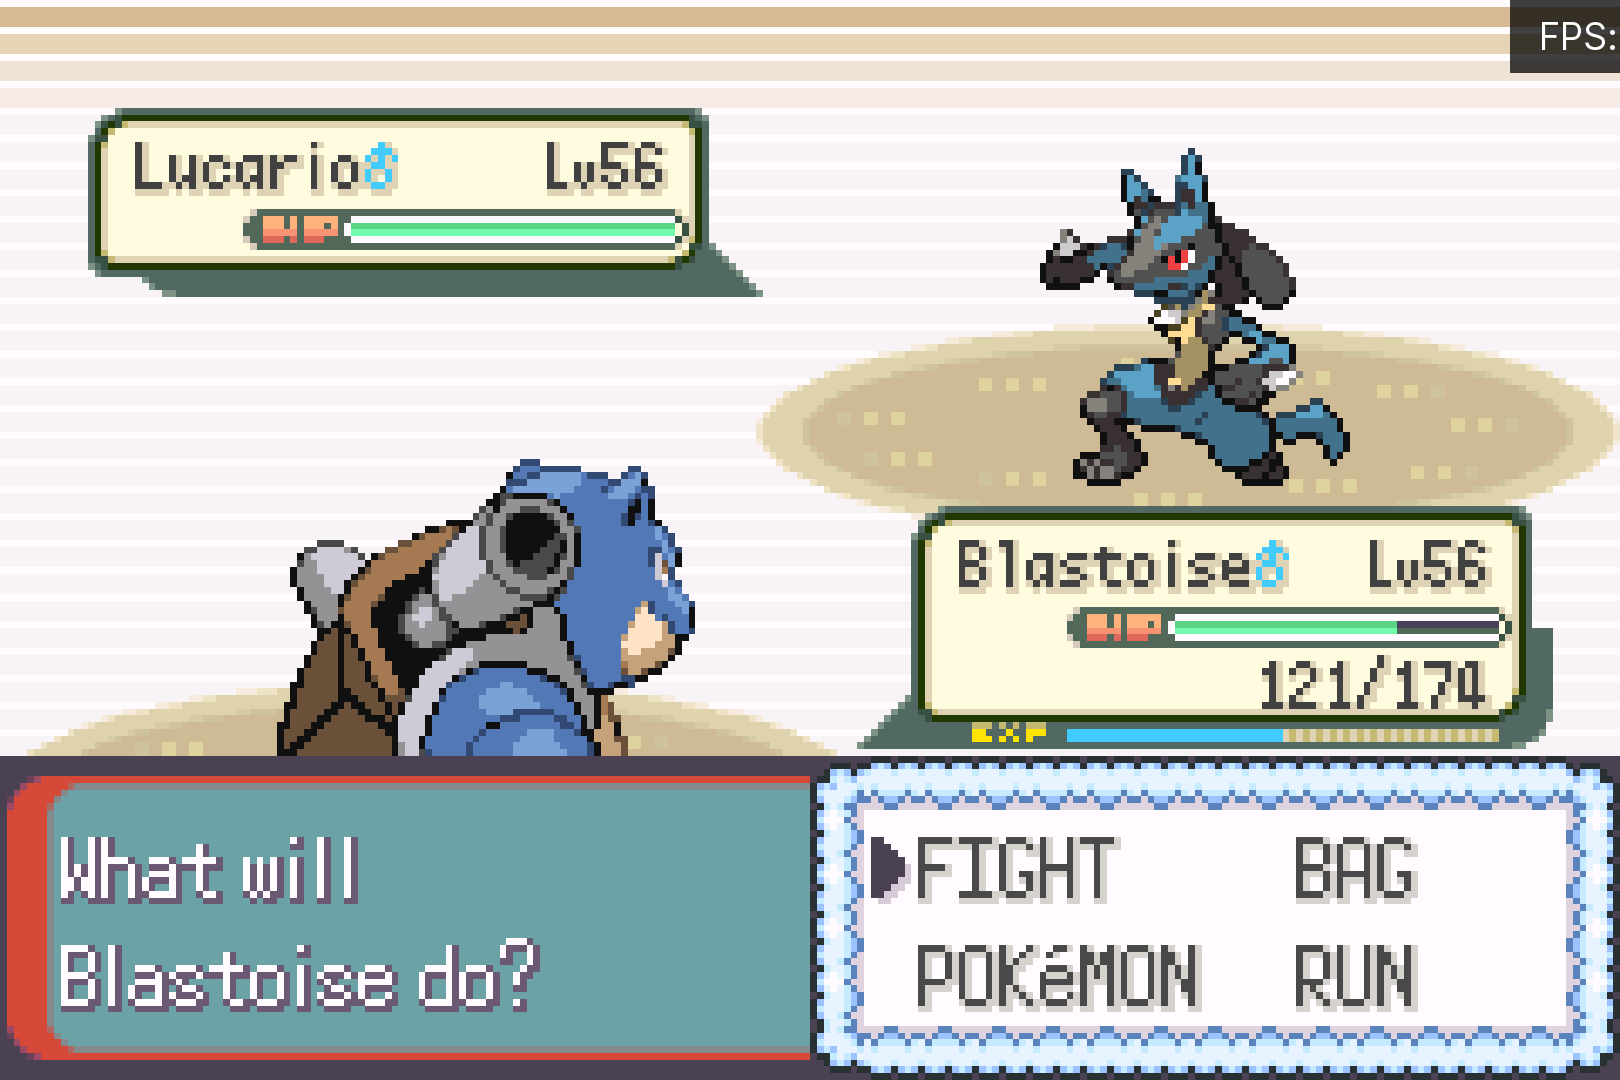 FPS:
Lucario♂ Lv56
HP
Blastoise♂ Lv56
HP
121/174
EXP
What will
Blastoise do?
FIGHT BAG
POKéMON RUN